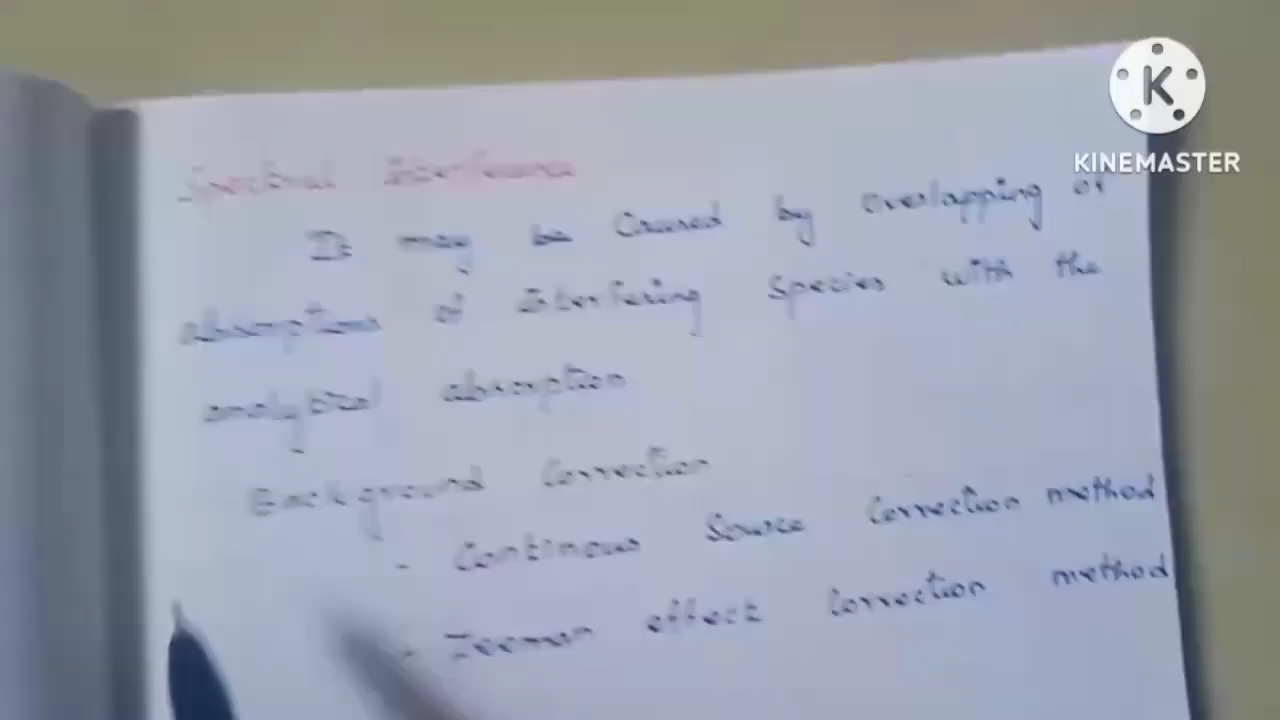 Spectral Interference
It may be Caused by overlapping of
absorption of interfering Species with the
analytical absorption
Background Correction
- Continous Source Correction method
- Zeeman effect Correction method
K
KINEMASTER